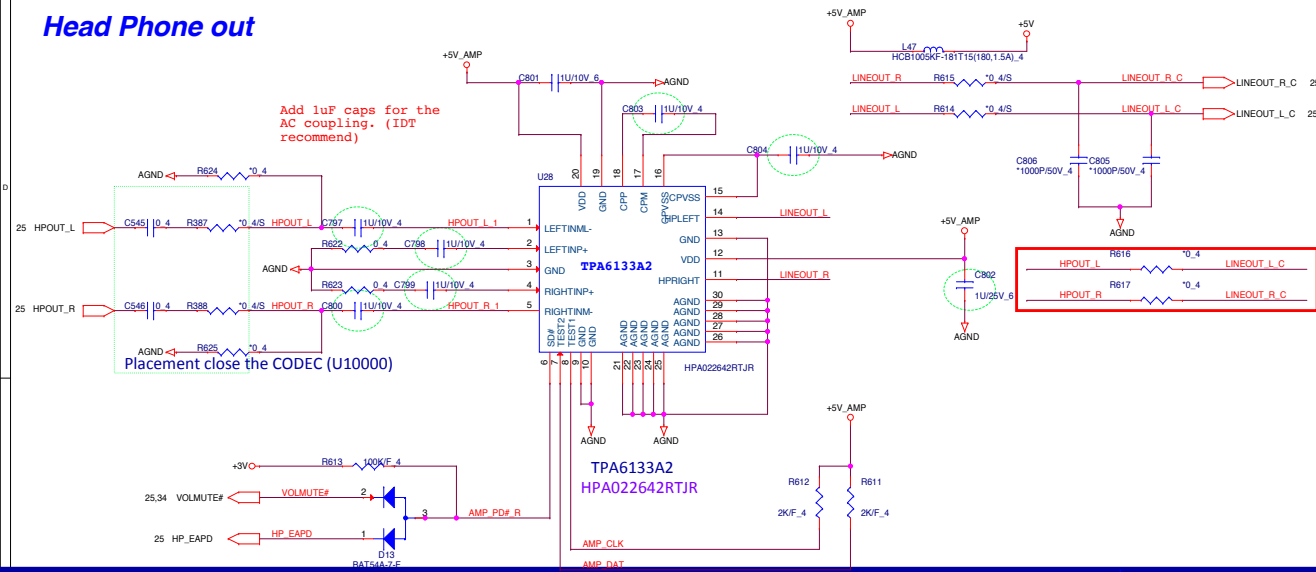 Head Phone out
+5V_AMP
C801
1U/10V_6
AGND
+5V_AMP
+5V
L47
HCB1005KF-181T15(180,1.5A)_4
LINEOUT_R
R615
*0_4/S
LINEOUT_R_C
LINEOUT_R_C
25
LINEOUT_L
R614
*0_4/S
LINEOUT_L_C
LINEOUT_L_C
25
Add 1uF caps for the
AC coupling. (IDT
recommend)
C803
1U/10V_4
C804
1U/10V_4
AGND
C806
*1000P/50V_4
C805
*1000P/50V_4
AGND
D
AGND
R624
*0_4
U28
20
19
18
17
16
VDD
GND
CPP
CPM
CPVSS
CPVSS
15
HPLEFT
14
LINEOUT_L
GND
13
VDD
12
HPRIGHT
11
LINEOUT_R
AGND
30
AGND
29
AGND
28
AGND
27
AGND
26
25 HPOUT_L
C545
0_4
R387
*0_4/S
HPOUT_L
C797
1U/10V_4
HPOUT_L_1
1
LEFTINML-
R622
0_4
C798
1U/10V_4
2
LEFTINP+
AGND
3
GND
TPA6133A2
R623
0_4
C799
1U/10V_4
4
RIGHTINP+
25 HPOUT_R
C546
0_4
R388
*0_4/S
HPOUT_R
C800
1U/10V_4
HPOUT_R_1
5
RIGHTINM-
AGND
R625
*0_4
Placement close the CODEC (U10000)
SD#
TEST2
TEST1
GND
GND
AGND
AGND
AGND
AGND
AGND
6
7
8
9
10
21
22
23
24
25
HPA022642RTJR
+5V_AMP
C802
1U/25V_6
AGND
HPOUT_L
R616
*0_4
LINEOUT_L_C
HPOUT_R
R617
*0_4
LINEOUT_R_C
AGND
AGND
TPA6133A2
HPA022642RTJR
+5V_AMP
R612
2K/F_4
R611
2K/F_4
+3V
R613
100K/F_4
25,34 VOLMUTE#
VOLMUTE#
2
3
AMP_PD#_R
25 HP_EAPD
HP_EAPD
1
D13
BAT54A-7-F
AMP_CLK
AMP_DAT